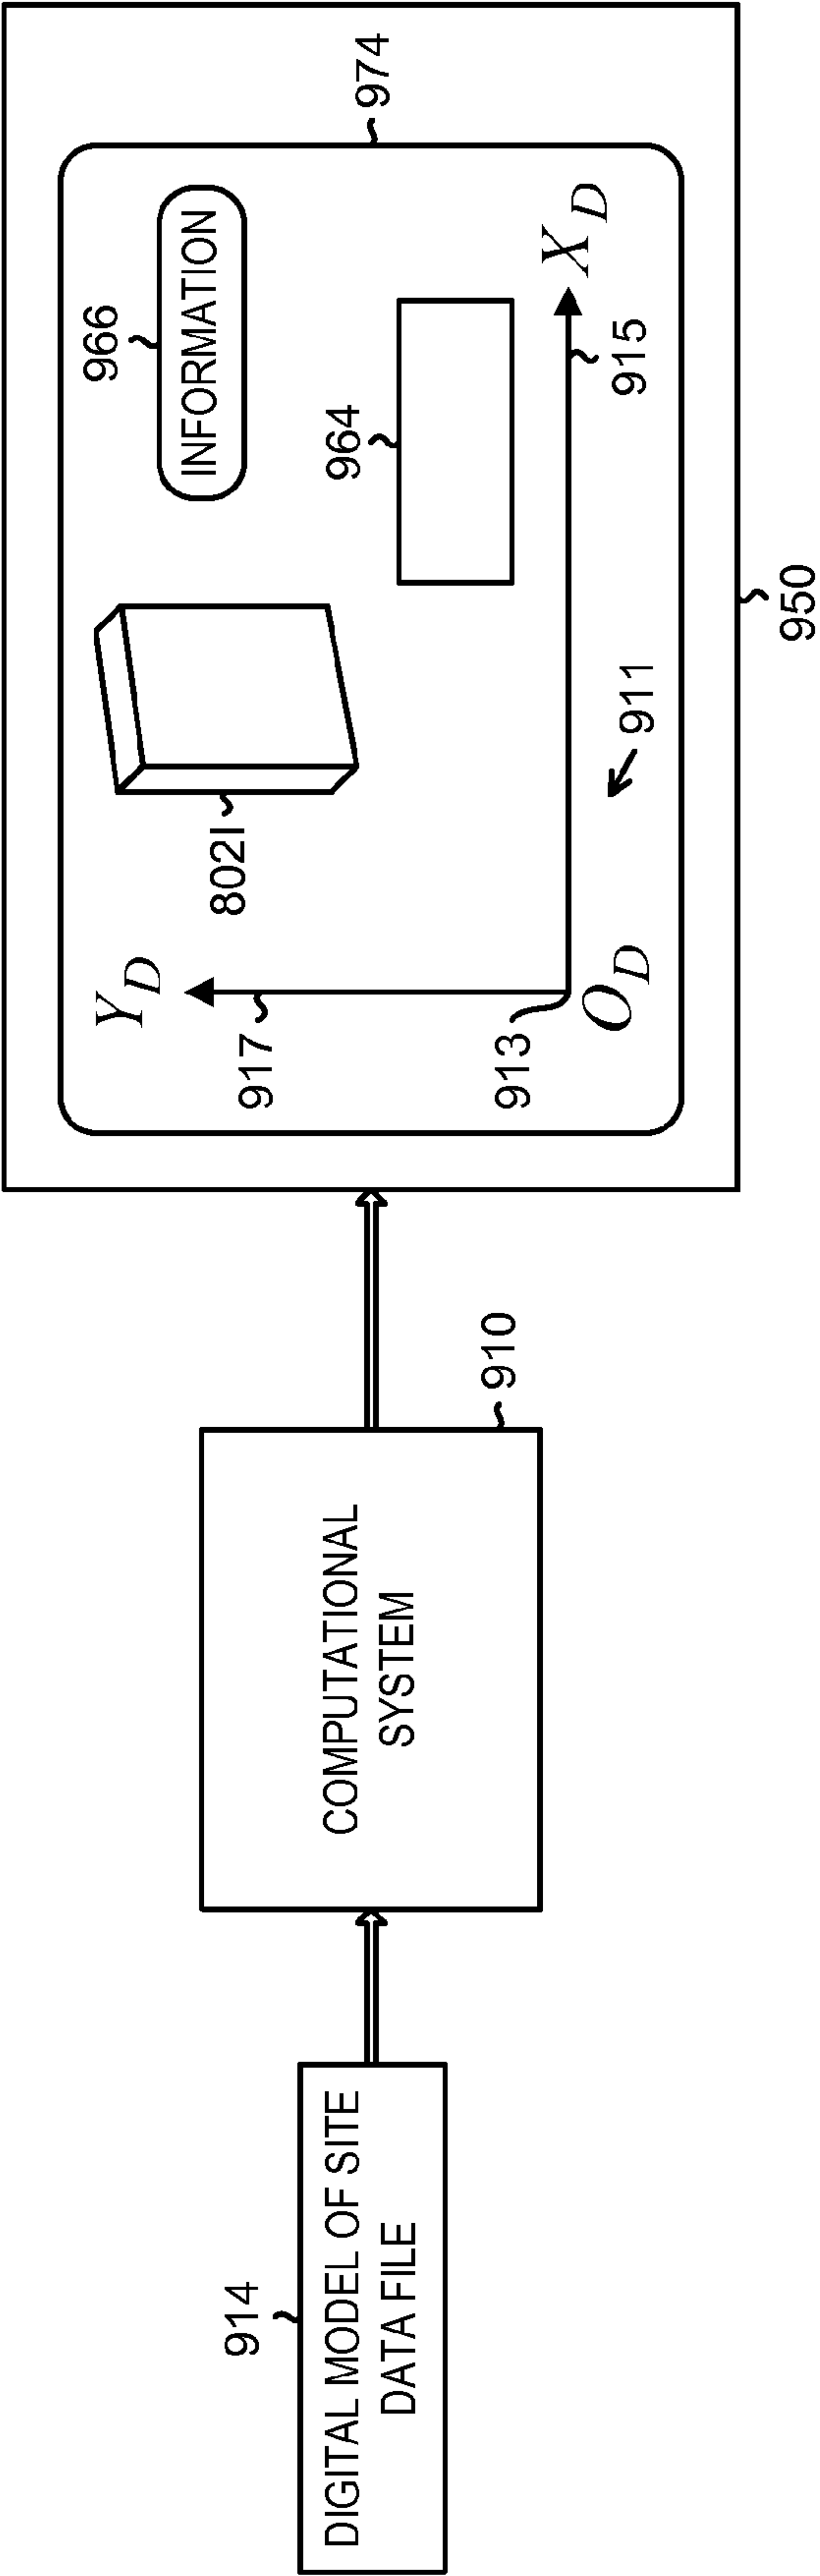 914
DIGITAL MODEL OF SITE
DATA FILE
COMPUTATIONAL
SYSTEM
910
Y_D
917
913
O_D
802I
966
INFORMATION
964
974
X_D
915
911
950